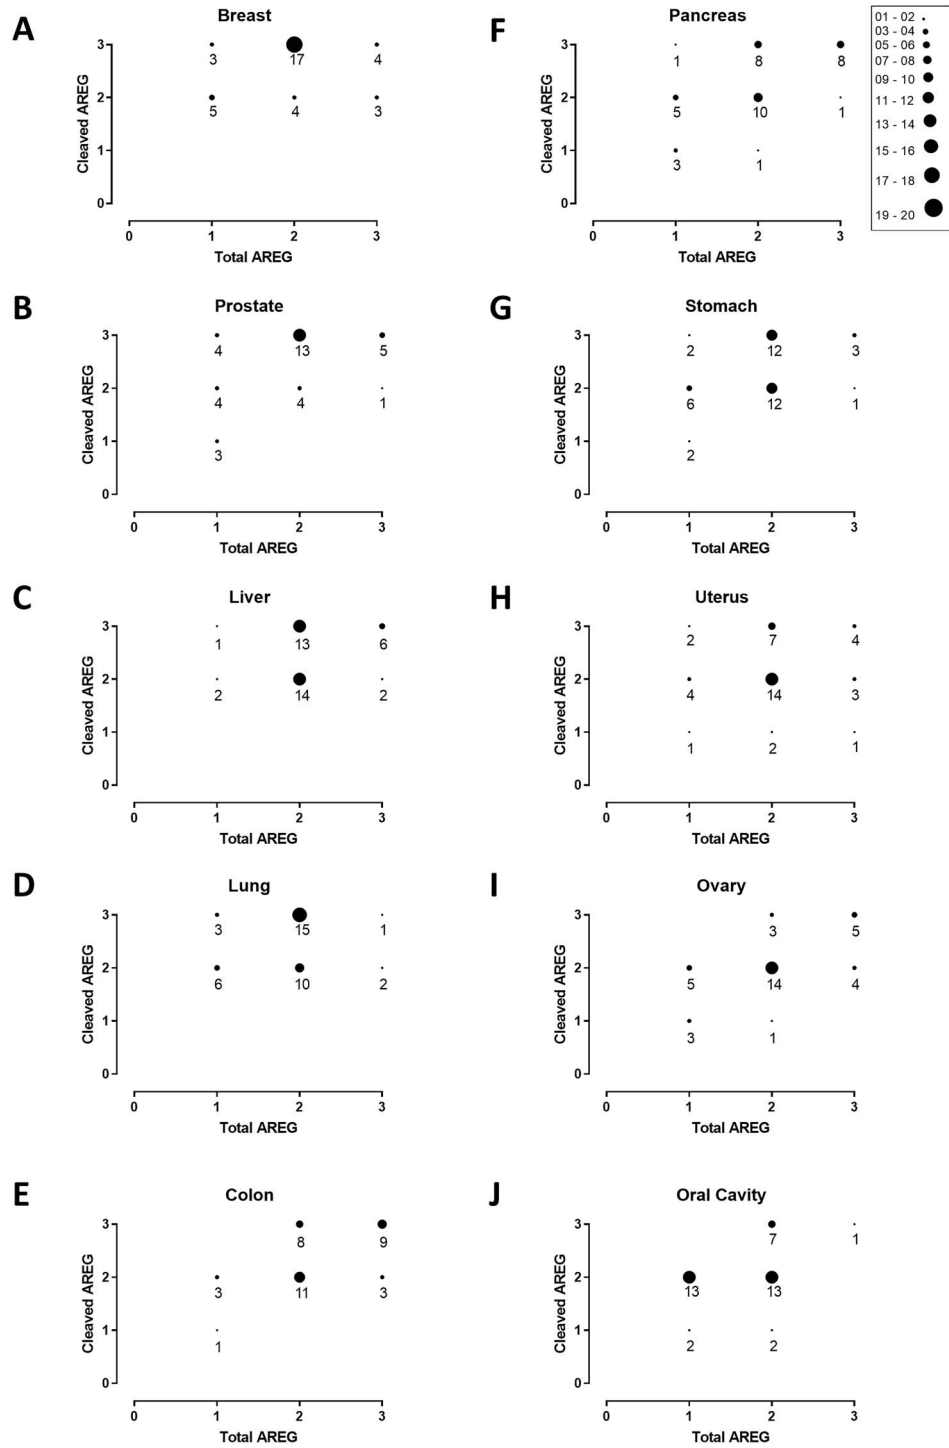 A
Breast
Cleaved AREG
3
2
1
0
3 17 4
5 4 3
0 1 2 3
Total AREG
F
Pancreas
Cleaved AREG
3
2
1
0
1 8 8
5 10 1
3 1
0 1 2 3
Total AREG
01 - 02
03 - 04
05 - 06
07 - 08
09 - 10
11 - 12
13 - 14
15 - 16
17 - 18
19 - 20
B
Prostate
Cleaved AREG
3
2
1
0
4 13 5
4 4 1
3
0 1 2 3
Total AREG
G
Stomach
Cleaved AREG
3
2
1
0
2 12 3
6 12 1
2
0 1 2 3
Total AREG
C
Liver
Cleaved AREG
3
2
1
0
1 13 6
2 14 2
0 1 2 3
Total AREG
H
Uterus
Cleaved AREG
3
2
1
0
2 7 4
4 14 3
1 2 1
0 1 2 3
Total AREG
D
Lung
Cleaved AREG
3
2
1
0
3 15 1
6 10 2
0 1 2 3
Total AREG
I
Ovary
Cleaved AREG
3
2
1
0
3 5
5 14 4
3 1
0 1 2 3
Total AREG
E
Colon
Cleaved AREG
3
2
1
0
8 9
3 11 3
1
0 1 2 3
Total AREG
J
Oral Cavity
Cleaved AREG
3
2
1
0
7 1
13 13
2 2
0 1 2 3
Total AREG